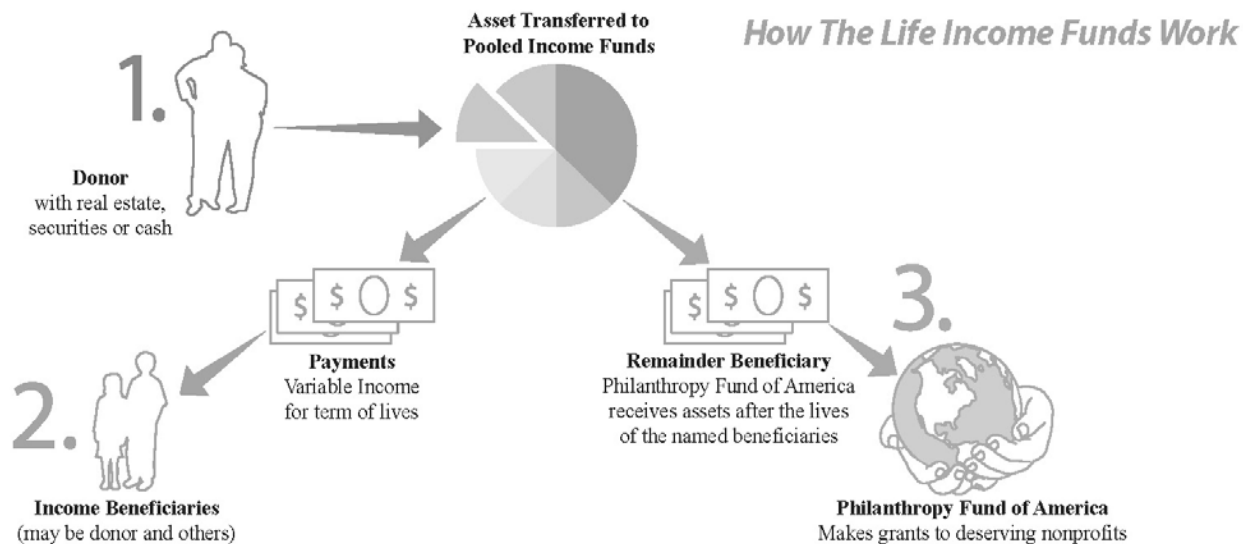 How The Life Income Funds Work
Asset Transferred to
Pooled Income Funds
1.
Donor
with real estate,
securities or cash
$ $ $
Payments
Variable Income
for term of lives
2.
Income Beneficiaries
(may be donor and others)
$ $ $
Remainder Beneficiary
Philanthropy Fund of America
receives assets after the lives
of the named beneficiaries
3.
Philanthropy Fund of America
Makes grants to deserving nonprofits